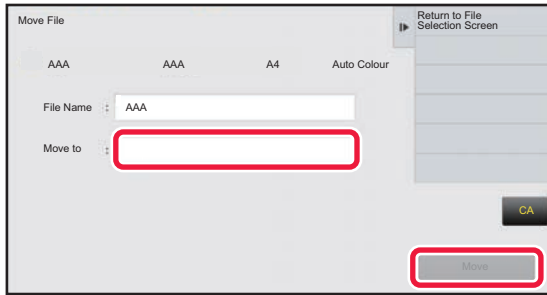 Move File
Return to File
Selection Screen
AAA AAA A4 Auto Colour
File Name : AAA
Move to :
CA
Move